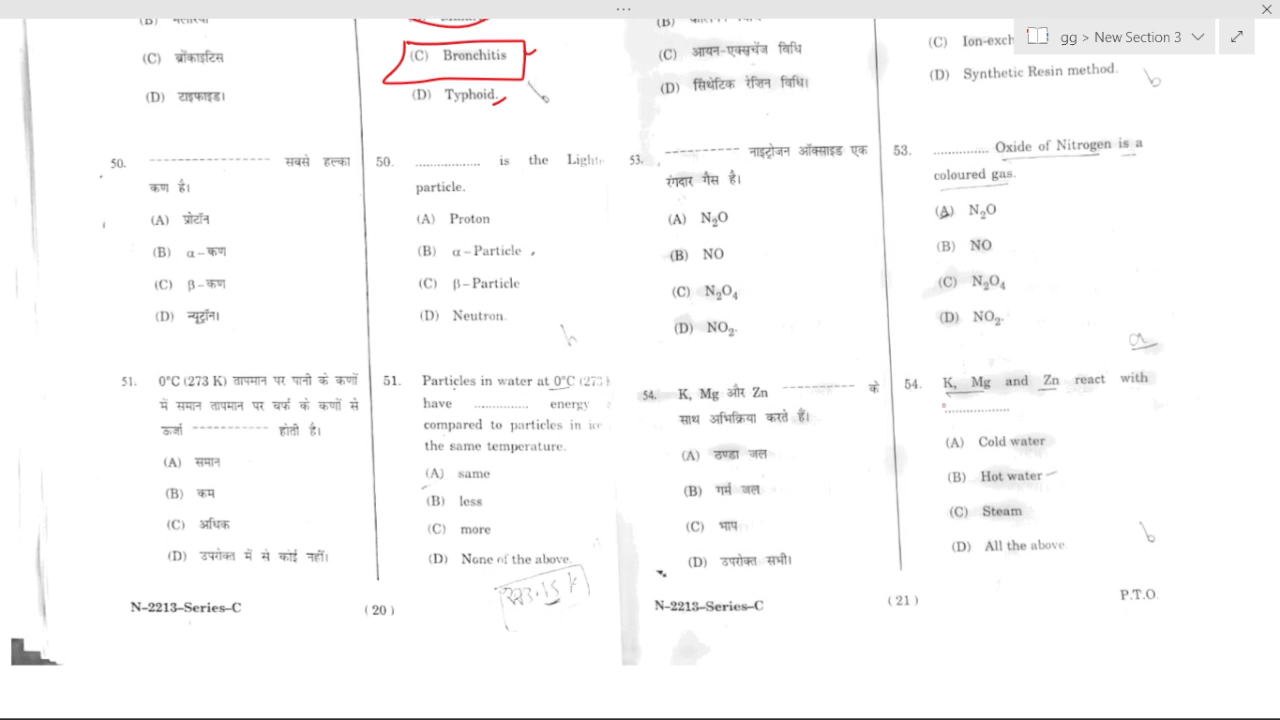 gg > New Section 3
(C) ब्रोंकाइटिस
(D) टाइफाइड।
50. ------------------ सबसे हल्का
कण है।
(A) प्रोटॉन
(B) α–कण
(C) β–कण
(D) न्यूट्रॉन।
51. 0°C (273 K) तापमान पर पानी के कणों
में समान तापमान पर बर्फ के कणों से
ऊर्जा ------------ होती है।
(A) समान
(B) कम
(C) अधिक
(D) उपरोक्त में से कोई नहीं।
N–2213–Series–C
(C) Bronchitis
(D) Typhoid.
50. .................. is the Light
particle.
(A) Proton
(B) α–Particle
(C) β–Particle
(D) Neutron.
51. Particles in water at 0°C (273
have ............... energy
compared to particles in ice
the same temperature.
(A) same
(B) less
(C) more
(D) None of the above.
(20)
(C) आयन-एक्सचेंज विधि
(D) सिंथेटिक रेज़िन विधि।
53. ----------- नाइट्रोजन ऑक्साइड एक
रंगदार गैस है।
(A) N₂O
(B) NO
(C) N₂O₄
(D) NO₂.
54. K, Mg और Zn ----------- के
साथ अभिक्रिया करते हैं।
(A) ठण्डा जल
(B) गर्म जल
(C) भाप
(D) उपरोक्त सभी।
N–2213–Series–C
(C) Ion-exch
(D) Synthetic Resin method.
b
53. ............... Oxide of Nitrogen is a
coloured gas.
(A) N₂O
(B) NO
(C) N₂O₄
(D) NO₂.
a
54. K, Mg and Zn react with
..................
(A) Cold water
(B) Hot water
(C) Steam
(D) All the above.
b
(21)
P.T.O.